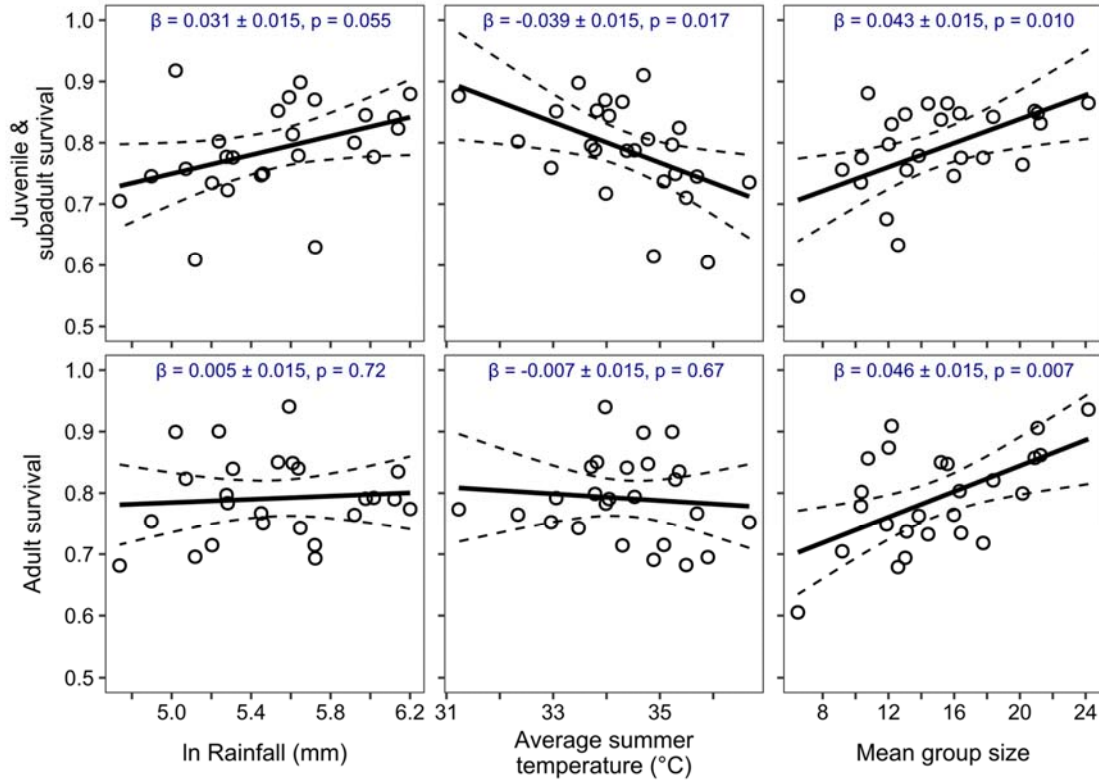 β = 0.031 ± 0.015, p = 0.055
β = -0.039 ± 0.015, p = 0.017
β = 0.043 ± 0.015, p = 0.010
1.0
0.9
0.8
0.7
0.6
0.5
Juvenile &
subadult survival
β = 0.005 ± 0.015, p = 0.72
β = -0.007 ± 0.015, p = 0.67
β = 0.046 ± 0.015, p = 0.007
1.0
0.9
0.8
0.7
0.6
0.5
Adult survival
5.0 5.4 5.8 6.2
31 33 35
8 12 16 20 24
ln Rainfall (mm)
Average summer
temperature (°C)
Mean group size